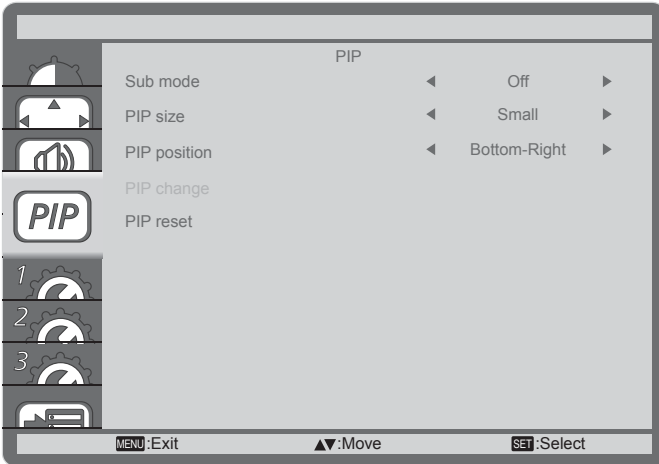 PIP
Sub mode Off
PIP size Small
PIP position Bottom-Right
PIP change
PIP reset
PIP
1
2
3
MENU:Exit ▲▼:Move SET:Select